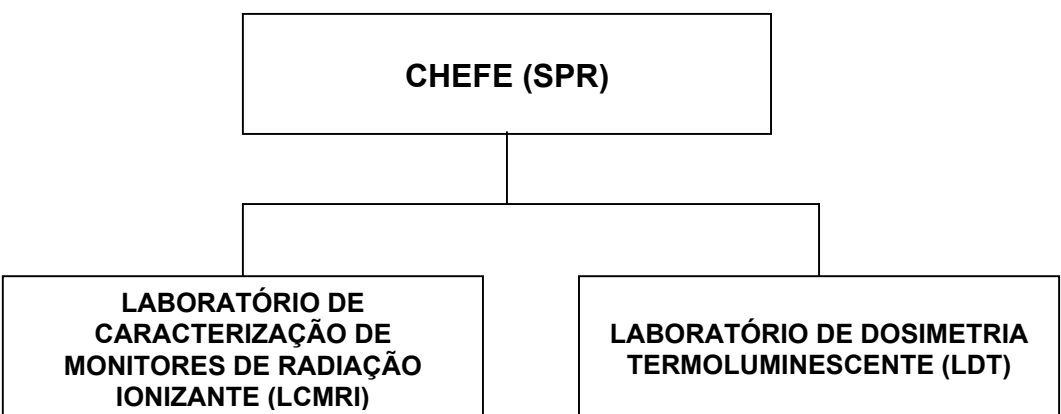 CHEFE (SPR)
LABORATÓRIO DE
CARACTERIZAÇÃO DE
MONITORES DE RADIAÇÃO
IONIZANTE (LCMRI)
LABORATÓRIO DE DOSIMETRIA
TERMOLUMINESCENTE (LDT)